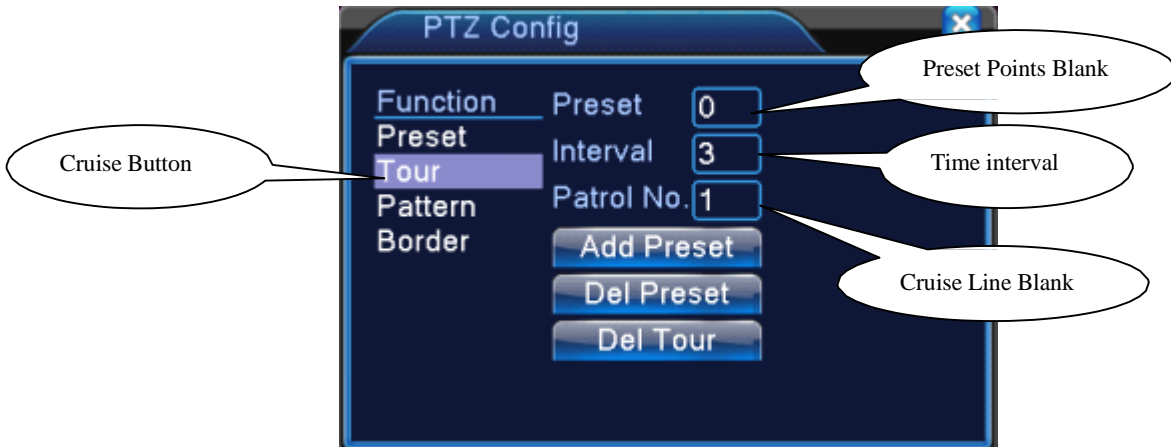 PTZ Config
Preset Points Blank
Function
Preset 0
Preset
Cruise Button
Interval 3
Time interval
Tour
Patrol No. 1
Pattern
Border
Add Preset
Cruise Line Blank
Del Preset
Del Tour